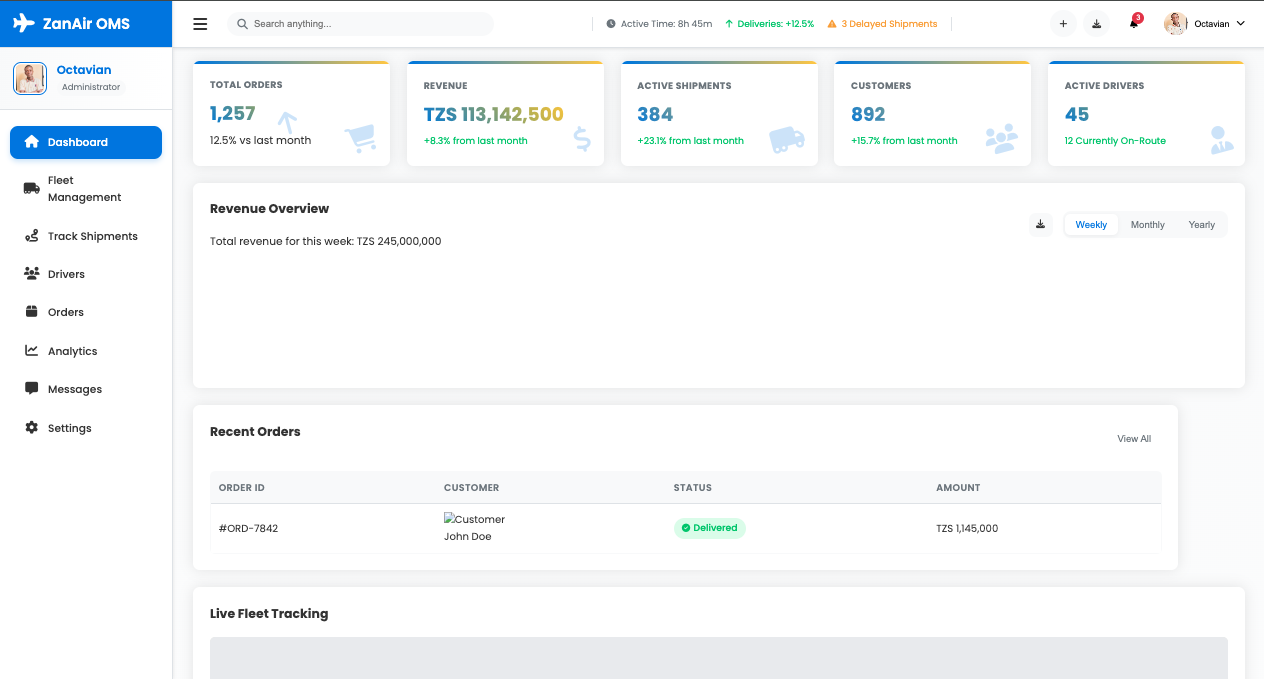 ZanAir OMS
Search anything...
Active Time: 8h 45m
Deliveries: +12.5%
3 Delayed Shipments
3
Octavian
Octavian
Administrator
Dashboard
Fleet
Management
Track Shipments
Drivers
Orders
Analytics
Messages
Settings
TOTAL ORDERS
1,257
12.5% vs last month
REVENUE
TZS 113,142,500
+8.3% from last month
ACTIVE SHIPMENTS
384
+23.1% from last month
CUSTOMERS
892
+15.7% from last month
ACTIVE DRIVERS
45
12 Currently On-Route
Revenue Overview
Total revenue for this week: TZS 245,000,000
Weekly Monthly Yearly
Recent Orders
View All
ORDER ID CUSTOMER STATUS AMOUNT
#ORD-7842 Customer John Doe Delivered TZS 1,145,000
Live Fleet Tracking